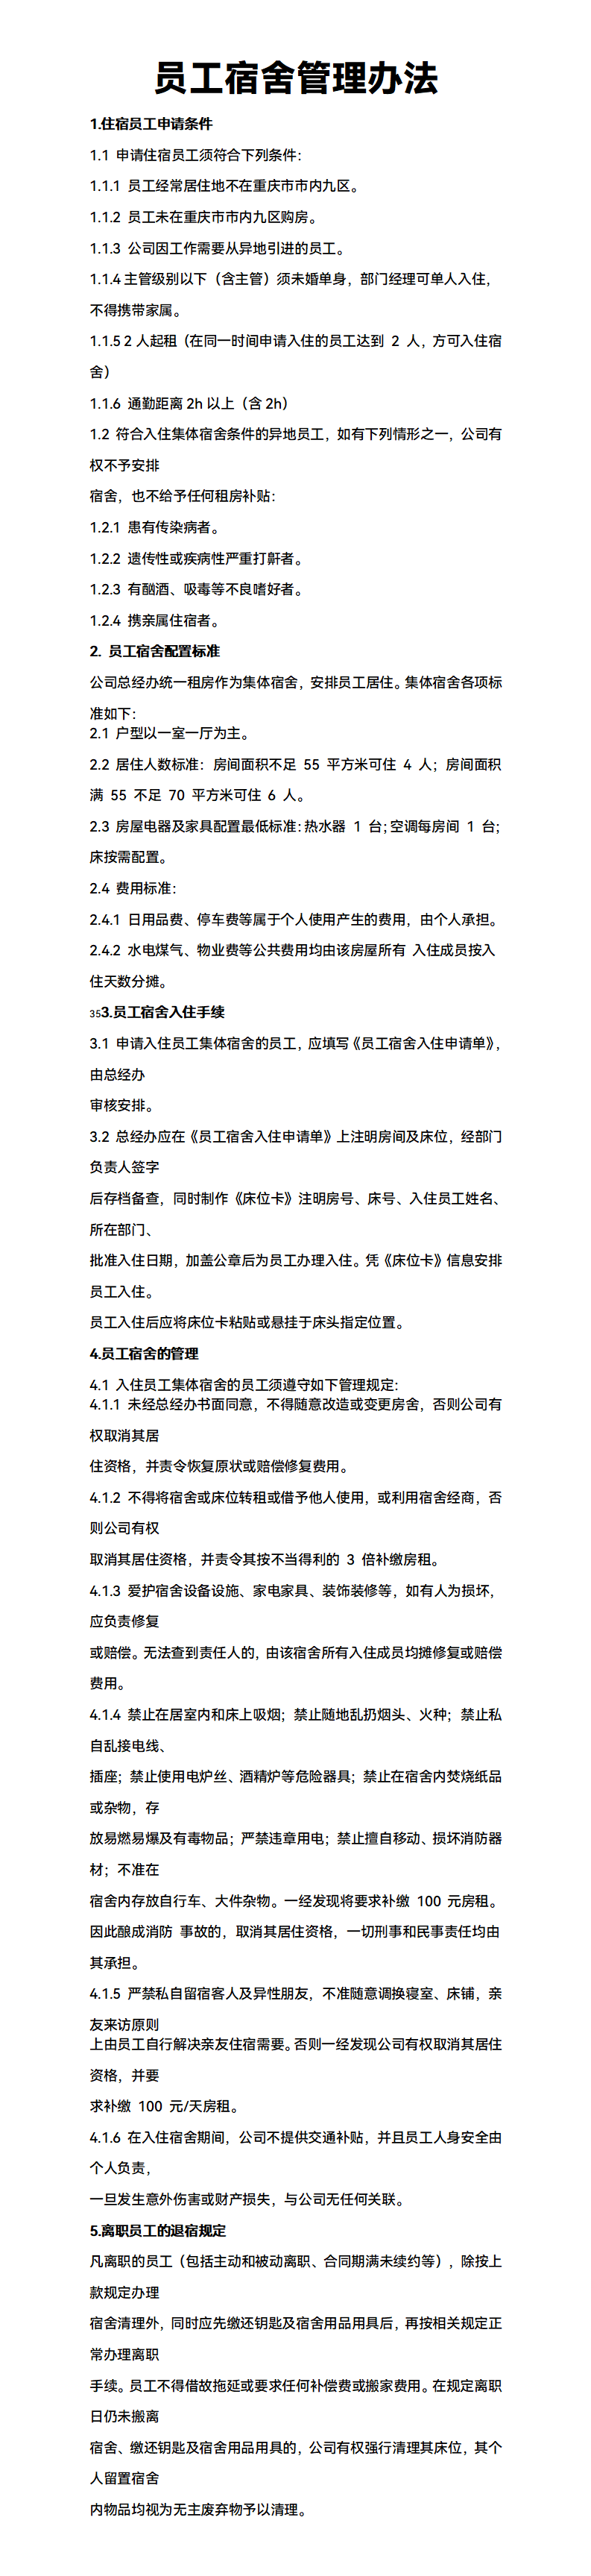 员工宿舍管理办法
1.住宿员工申请条件
1.1 申请住宿员工须符合下列条件：
1.1.1 员工经常居住地不在重庆市市内九区。
1.1.2 员工未在重庆市市内九区购房。
1.1.3 公司因工作需要从异地引进的员工。
1.1.4 主管级别以下（含主管）须未婚单身，部门经理可单人入住，
不得携带家属。
1.1.5 2 人起租（在同一时间申请入住的员工达到 2 人，方可入住宿
舍）
1.1.6 通勤距离 2h 以上（含 2h）
1.2 符合入住集体宿舍条件的异地员工，如有下列情形之一，公司有
权不予安排
宿舍，也不给予任何租房补贴：
1.2.1 患有传染病者。
1.2.2 遗传性或疾病性严重打鼾者。
1.2.3 有酗酒、吸毒等不良嗜好者。
1.2.4 携亲属住宿者。
2. 员工宿舍配置标准
公司总经办统一租房作为集体宿舍，安排员工居住。集体宿舍各项标
准如下：
2.1 户型以一室一厅为主。
2.2 居住人数标准：房间面积不足 55 平方米可住 4 人；房间面积
满 55 不足 70 平方米可住 6 人。
2.3 房屋电器及家具配置最低标准：热水器 1 台；空调每房间 1 台；
床按需配置。
2.4 费用标准：
2.4.1 日用品费、停车费等属于个人使用产生的费用，由个人承担。
2.4.2 水电煤气、物业费等公共费用均由该房屋所有 入住成员按入
住天数分摊。
353.员工宿舍入住手续
3.1 申请入住员工集体宿舍的员工，应填写《员工宿舍入住申请单》，
由总经办
审核安排。
3.2 总经办应在《员工宿舍入住申请单》上注明房间及床位，经部门
负责人签字
后存档备查，同时制作《床位卡》注明房号、床号、入住员工姓名、
所在部门、
批准入住日期，加盖公章后为员工办理入住。凭《床位卡》信息安排
员工入住。
员工入住后应将床位卡粘贴或悬挂于床头指定位置。
4.员工宿舍的管理
4.1 入住员工集体宿舍的员工须遵守如下管理规定：
4.1.1 未经总经办书面同意，不得随意改造或变更房舍，否则公司有
权取消其居
住资格，并责令恢复原状或赔偿修复费用。
4.1.2 不得将宿舍或床位转租或借予他人使用，或利用宿舍经商，否
则公司有权
取消其居住资格，并责令其按不当得利的 3 倍补缴房租。
4.1.3 爱护宿舍设备设施、家电家具、装饰装修等，如有人为损坏，
应负责修复
或赔偿。无法查到责任人的，由该宿舍所有入住成员均摊修复或赔偿
费用。
4.1.4 禁止在居室内和床上吸烟；禁止随地乱扔烟头、火种；禁止私
自乱接电线、
插座；禁止使用电炉丝、酒精炉等危险器具；禁止在宿舍内焚烧纸品
或杂物，存
放易燃易爆及有毒物品；严禁违章用电；禁止擅自移动、损坏消防器
材；不准在
宿舍内存放自行车、大件杂物。一经发现将要求补缴 100 元房租。
因此酿成消防 事故的，取消其居住资格，一切刑事和民事责任均由
其承担。
4.1.5 严禁私自留宿客人及异性朋友，不准随意调换寝室、床铺，亲
友来访原则
上由员工自行解决亲友住宿需要。否则一经发现公司有权取消其居住
资格，并要
求补缴 100 元/天房租。
4.1.6 在入住宿舍期间，公司不提供交通补贴，并且员工人身安全由
个人负责，
一旦发生意外伤害或财产损失，与公司无任何关联。
5.离职员工的退宿规定
凡离职的员工（包括主动和被动离职、合同期满未续约等），除按上
款规定办理
宿舍清理外，同时应先缴还钥匙及宿舍用品用具后，再按相关规定正
常办理离职
手续。员工不得借故拖延或要求任何补偿费或搬家费用。在规定离职
日仍未搬离
宿舍、缴还钥匙及宿舍用品用具的，公司有权强行清理其床位，其个
人留置宿舍
内物品均视为无主废弃物予以清理。